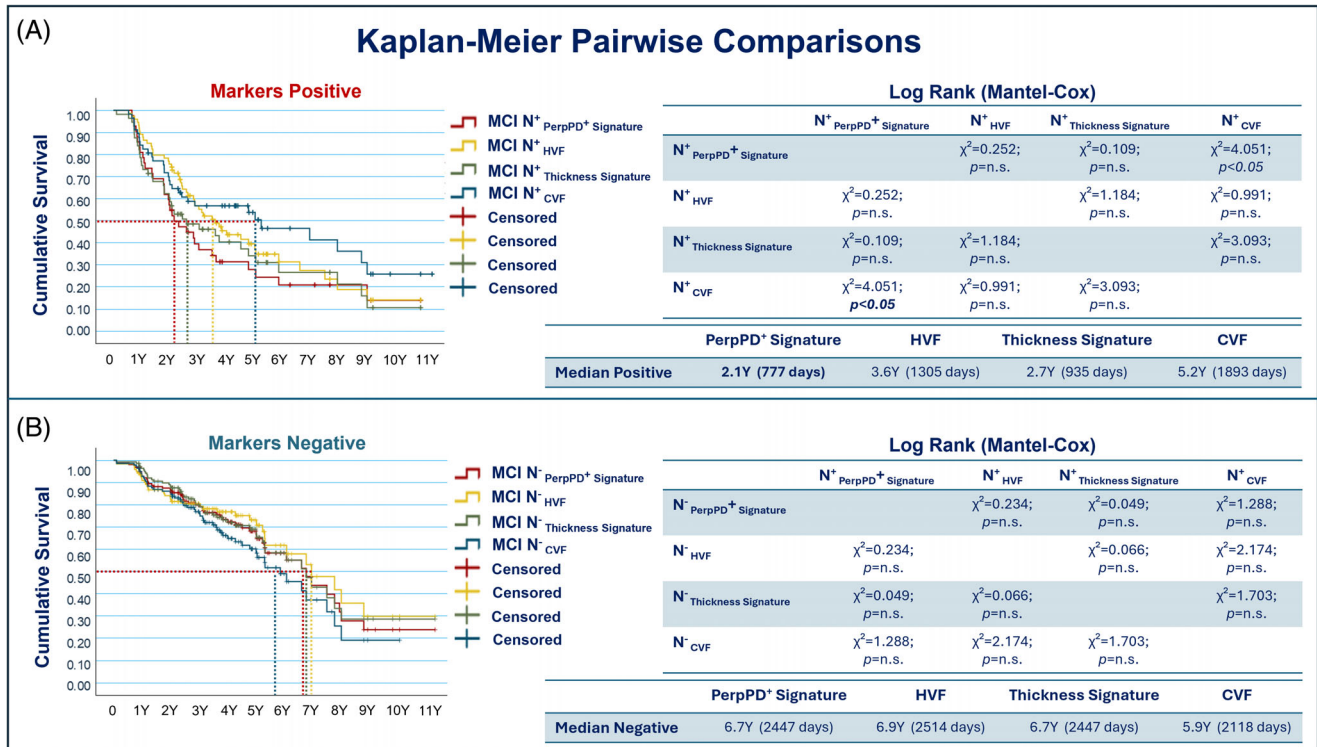 (A)
Kaplan-Meier Pairwise Comparisons
Markers Positive
Cumulative Survival
1.00
0.90
0.80
0.70
0.60
0.50
0.40
0.30
0.20
0.10
0.00
0 1Y 2Y 3Y 4Y 5Y 6Y 7Y 8Y 9Y 10Y 11Y
MCI N⁺ PerpPD⁺ Signature
MCI N⁺ HVF
MCI N⁺ Thickness Signature
MCI N⁺ CVF
Censored
Censored
Censored
Censored
Log Rank (Mantel-Cox)
N⁺ PerpPD⁺ Signature N⁺ HVF N⁺ Thickness Signature N⁺ CVF
N⁺ PerpPD⁺ Signature χ²=0.252; p=n.s. χ²=0.109; p=n.s. χ²=4.051; p<0.05
N⁺ HVF χ²=0.252; p=n.s. χ²=1.184; p=n.s. χ²=0.991; p=n.s.
N⁺ Thickness Signature χ²=0.109; p=n.s. χ²=1.184; p=n.s. χ²=3.093; p=n.s.
N⁺ CVF χ²=4.051; p<0.05 χ²=0.991; p=n.s. χ²=3.093; p=n.s.
PerpPD⁺ Signature HVF Thickness Signature CVF
Median Positive 2.1Y (777 days) 3.6Y (1305 days) 2.7Y (935 days) 5.2Y (1893 days)
(B)
Markers Negative
Cumulative Survival
1.00
0.90
0.80
0.70
0.60
0.50
0.40
0.30
0.20
0.10
0.00
0 1Y 2Y 3Y 4Y 5Y 6Y 7Y 8Y 9Y 10Y 11Y
MCI N⁻ PerpPD⁺ Signature
MCI N⁻ HVF
MCI N⁻ Thickness Signature
MCI N⁻ CVF
Censored
Censored
Censored
Censored
Log Rank (Mantel-Cox)
N⁺ PerpPD⁺ Signature N⁺ HVF N⁺ Thickness Signature N⁺ CVF
N⁻ PerpPD⁺ Signature χ²=0.234; p=n.s. χ²=0.049; p=n.s. χ²=1.288; p=n.s.
N⁻ HVF χ²=0.234; p=n.s. χ²=0.066; p=n.s. χ²=2.174; p=n.s.
N⁻ Thickness Signature χ²=0.049; p=n.s. χ²=0.066; p=n.s. χ²=1.703; p=n.s.
N⁻ CVF χ²=1.288; p=n.s. χ²=2.174; p=n.s. χ²=1.703; p=n.s.
PerpPD⁺ Signature HVF Thickness Signature CVF
Median Negative 6.7Y (2447 days) 6.9Y (2514 days) 6.7Y (2447 days) 5.9Y (2118 days)